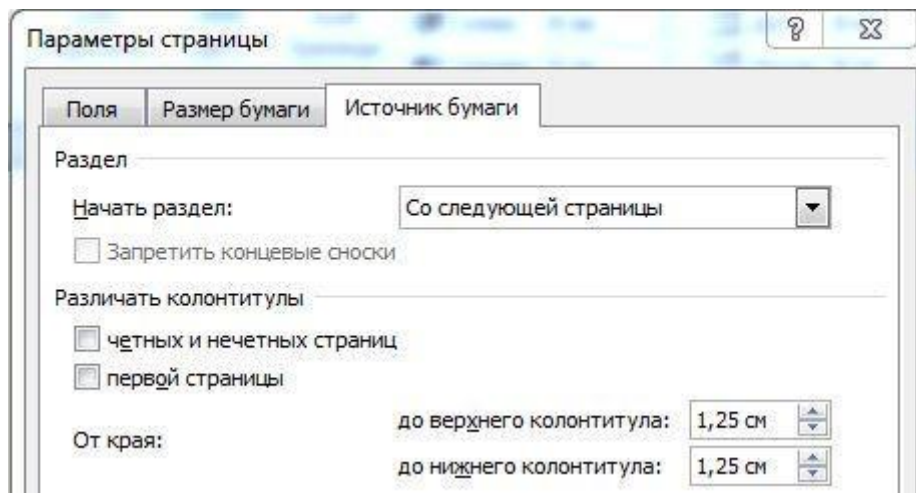 Параметры страницы
Поля Размер бумаги Источник бумаги
Раздел
Начать раздел: Со следующей страницы
Запретить концевые сноски
Различать колонтитулы
четных и нечетных страниц
первой страницы
От края:
до верхнего колонтитула: 1,25 см
до нижнего колонтитула: 1,25 см